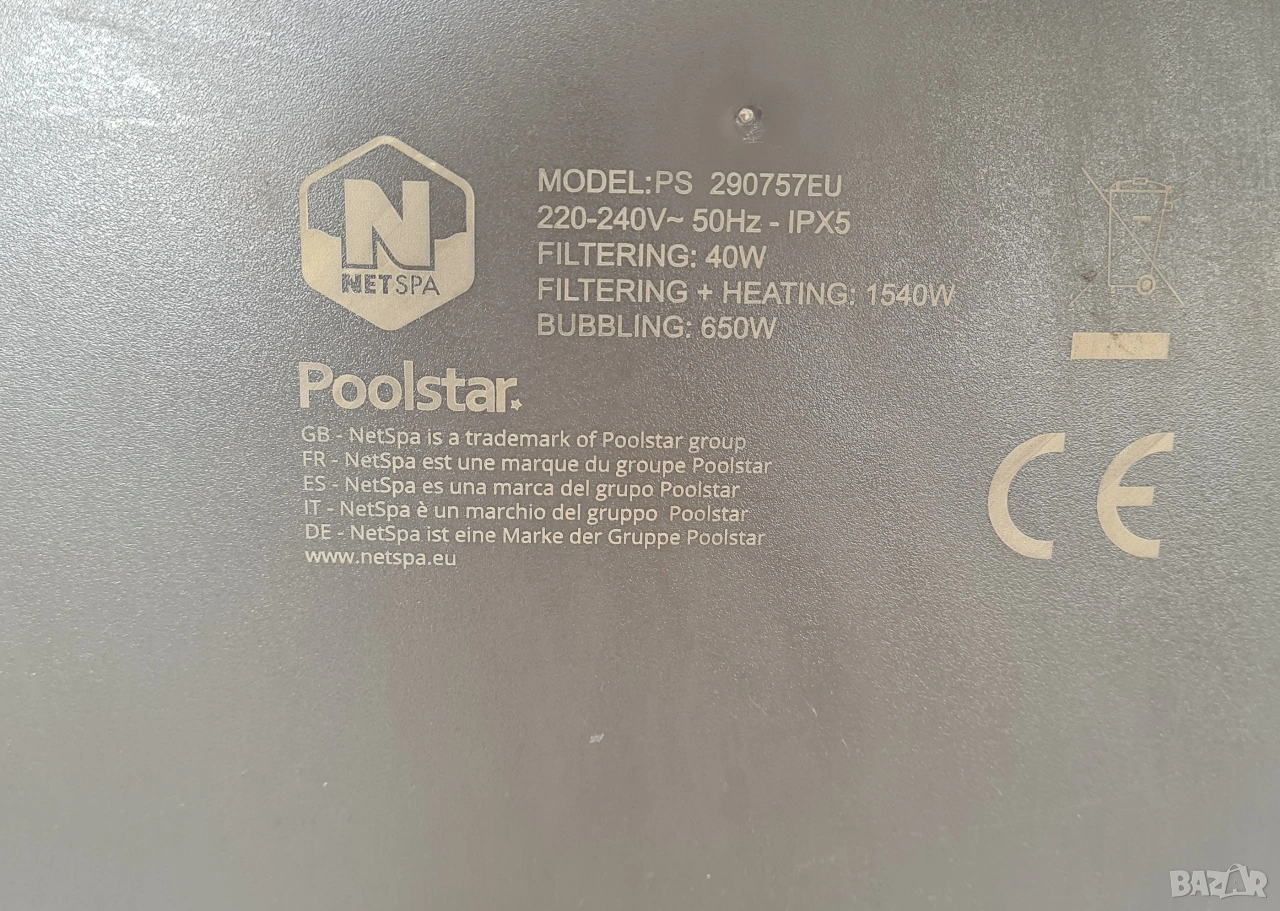 N
NETSPA
MODEL:PS 290757EU
220-240V~ 50Hz - IPX5
FILTERING: 40W
FILTERING + HEATING: 1540W
BUBBLING: 650W
Poolstar
GB - NetSpa is a trademark of Poolstar group
FR - NetSpa est une marque du groupe Poolstar
ES - NetSpa es una marca del grupo Poolstar
IT - NetSpa è un marchio del gruppo Poolstar
DE - NetSpa ist eine Marke der Gruppe Poolstar
www.netspa.eu
CE
BAZAR